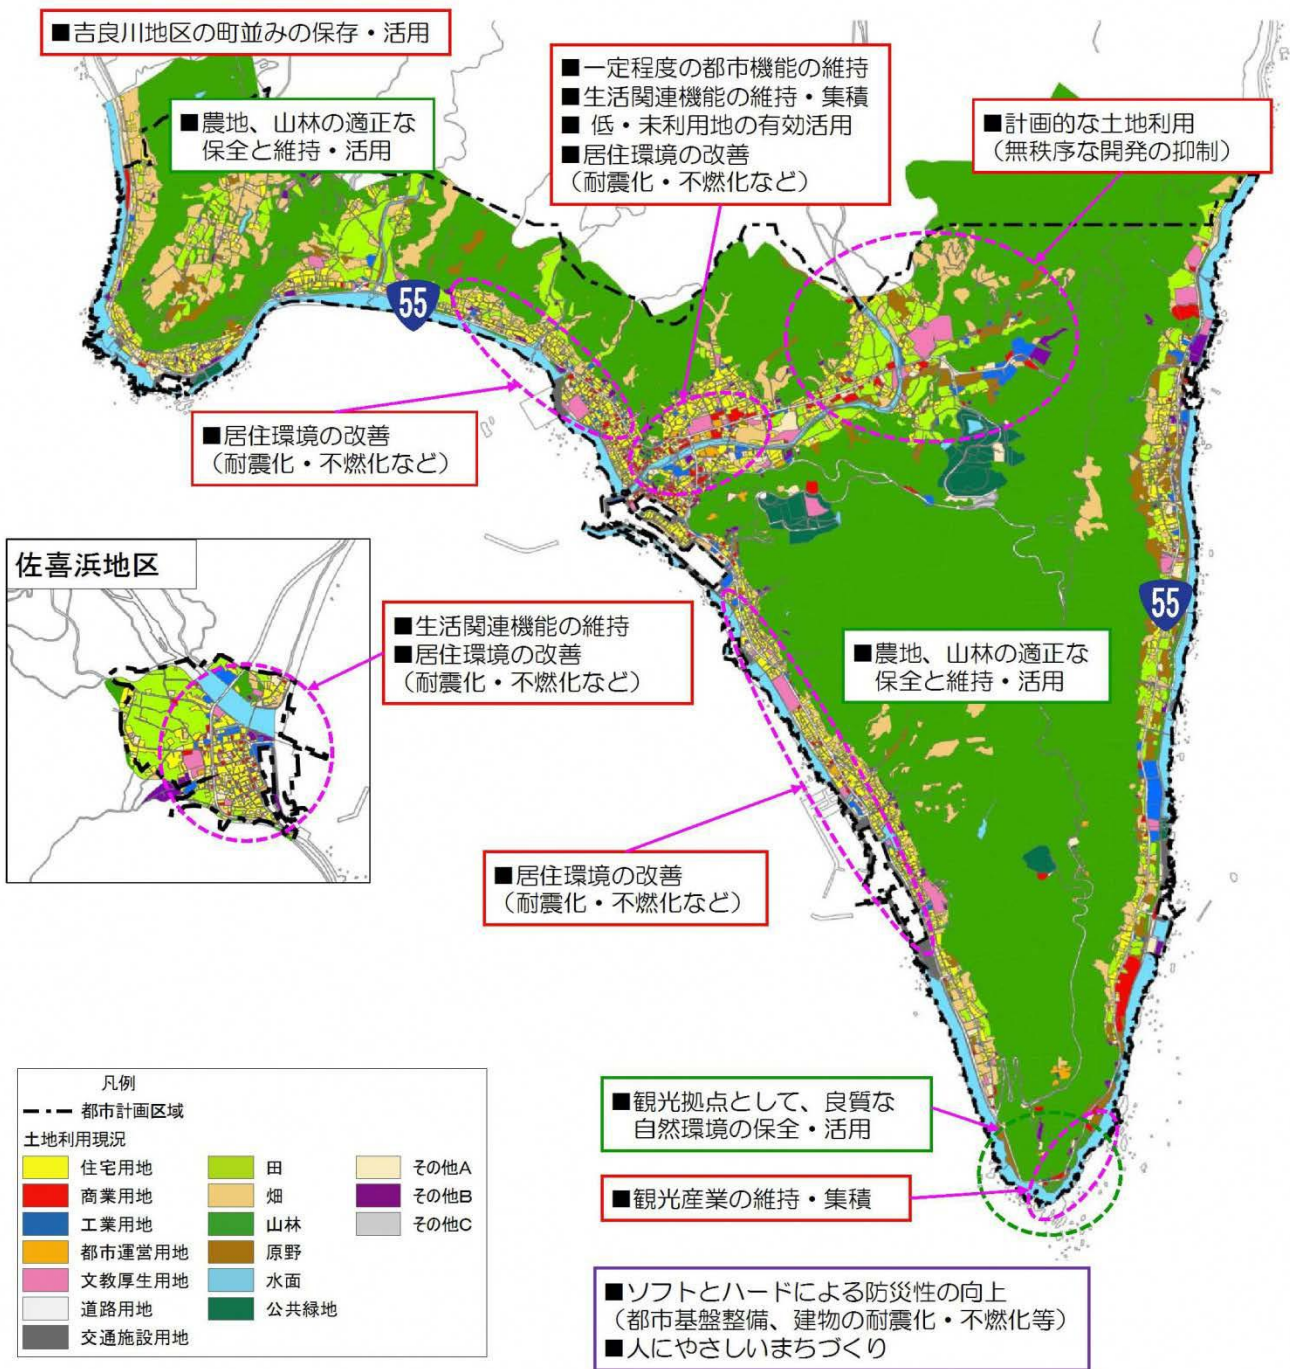 ■吉良川地区の町並みの保存・活用
■農地、山林の適正な
保全と維持・活用
■一定程度の都市機能の維持
■生活関連機能の維持・集積
■ 低・未利用地の有効活用
■居住環境の改善
（耐震化・不燃化など）
■計画的な土地利用
（無秩序な開発の抑制）
55
■居住環境の改善
（耐震化・不燃化など）
佐喜浜地区
■生活関連機能の維持
■居住環境の改善
（耐震化・不燃化など）
55
■農地、山林の適正な
保全と維持・活用
■居住環境の改善
（耐震化・不燃化など）
■観光拠点として、良質な
自然環境の保全・活用
■観光産業の維持・集積
■ソフトとハードによる防災性の向上
（都市基盤整備、建物の耐震化・不燃化等）
■人にやさしいまちづくり
凡例
都市計画区域
土地利用現況
住宅用地
商業用地
工業用地
都市運営用地
文教厚生用地
道路用地
交通施設用地
田
畑
山林
原野
水面
公共緑地
その他A
その他B
その他C